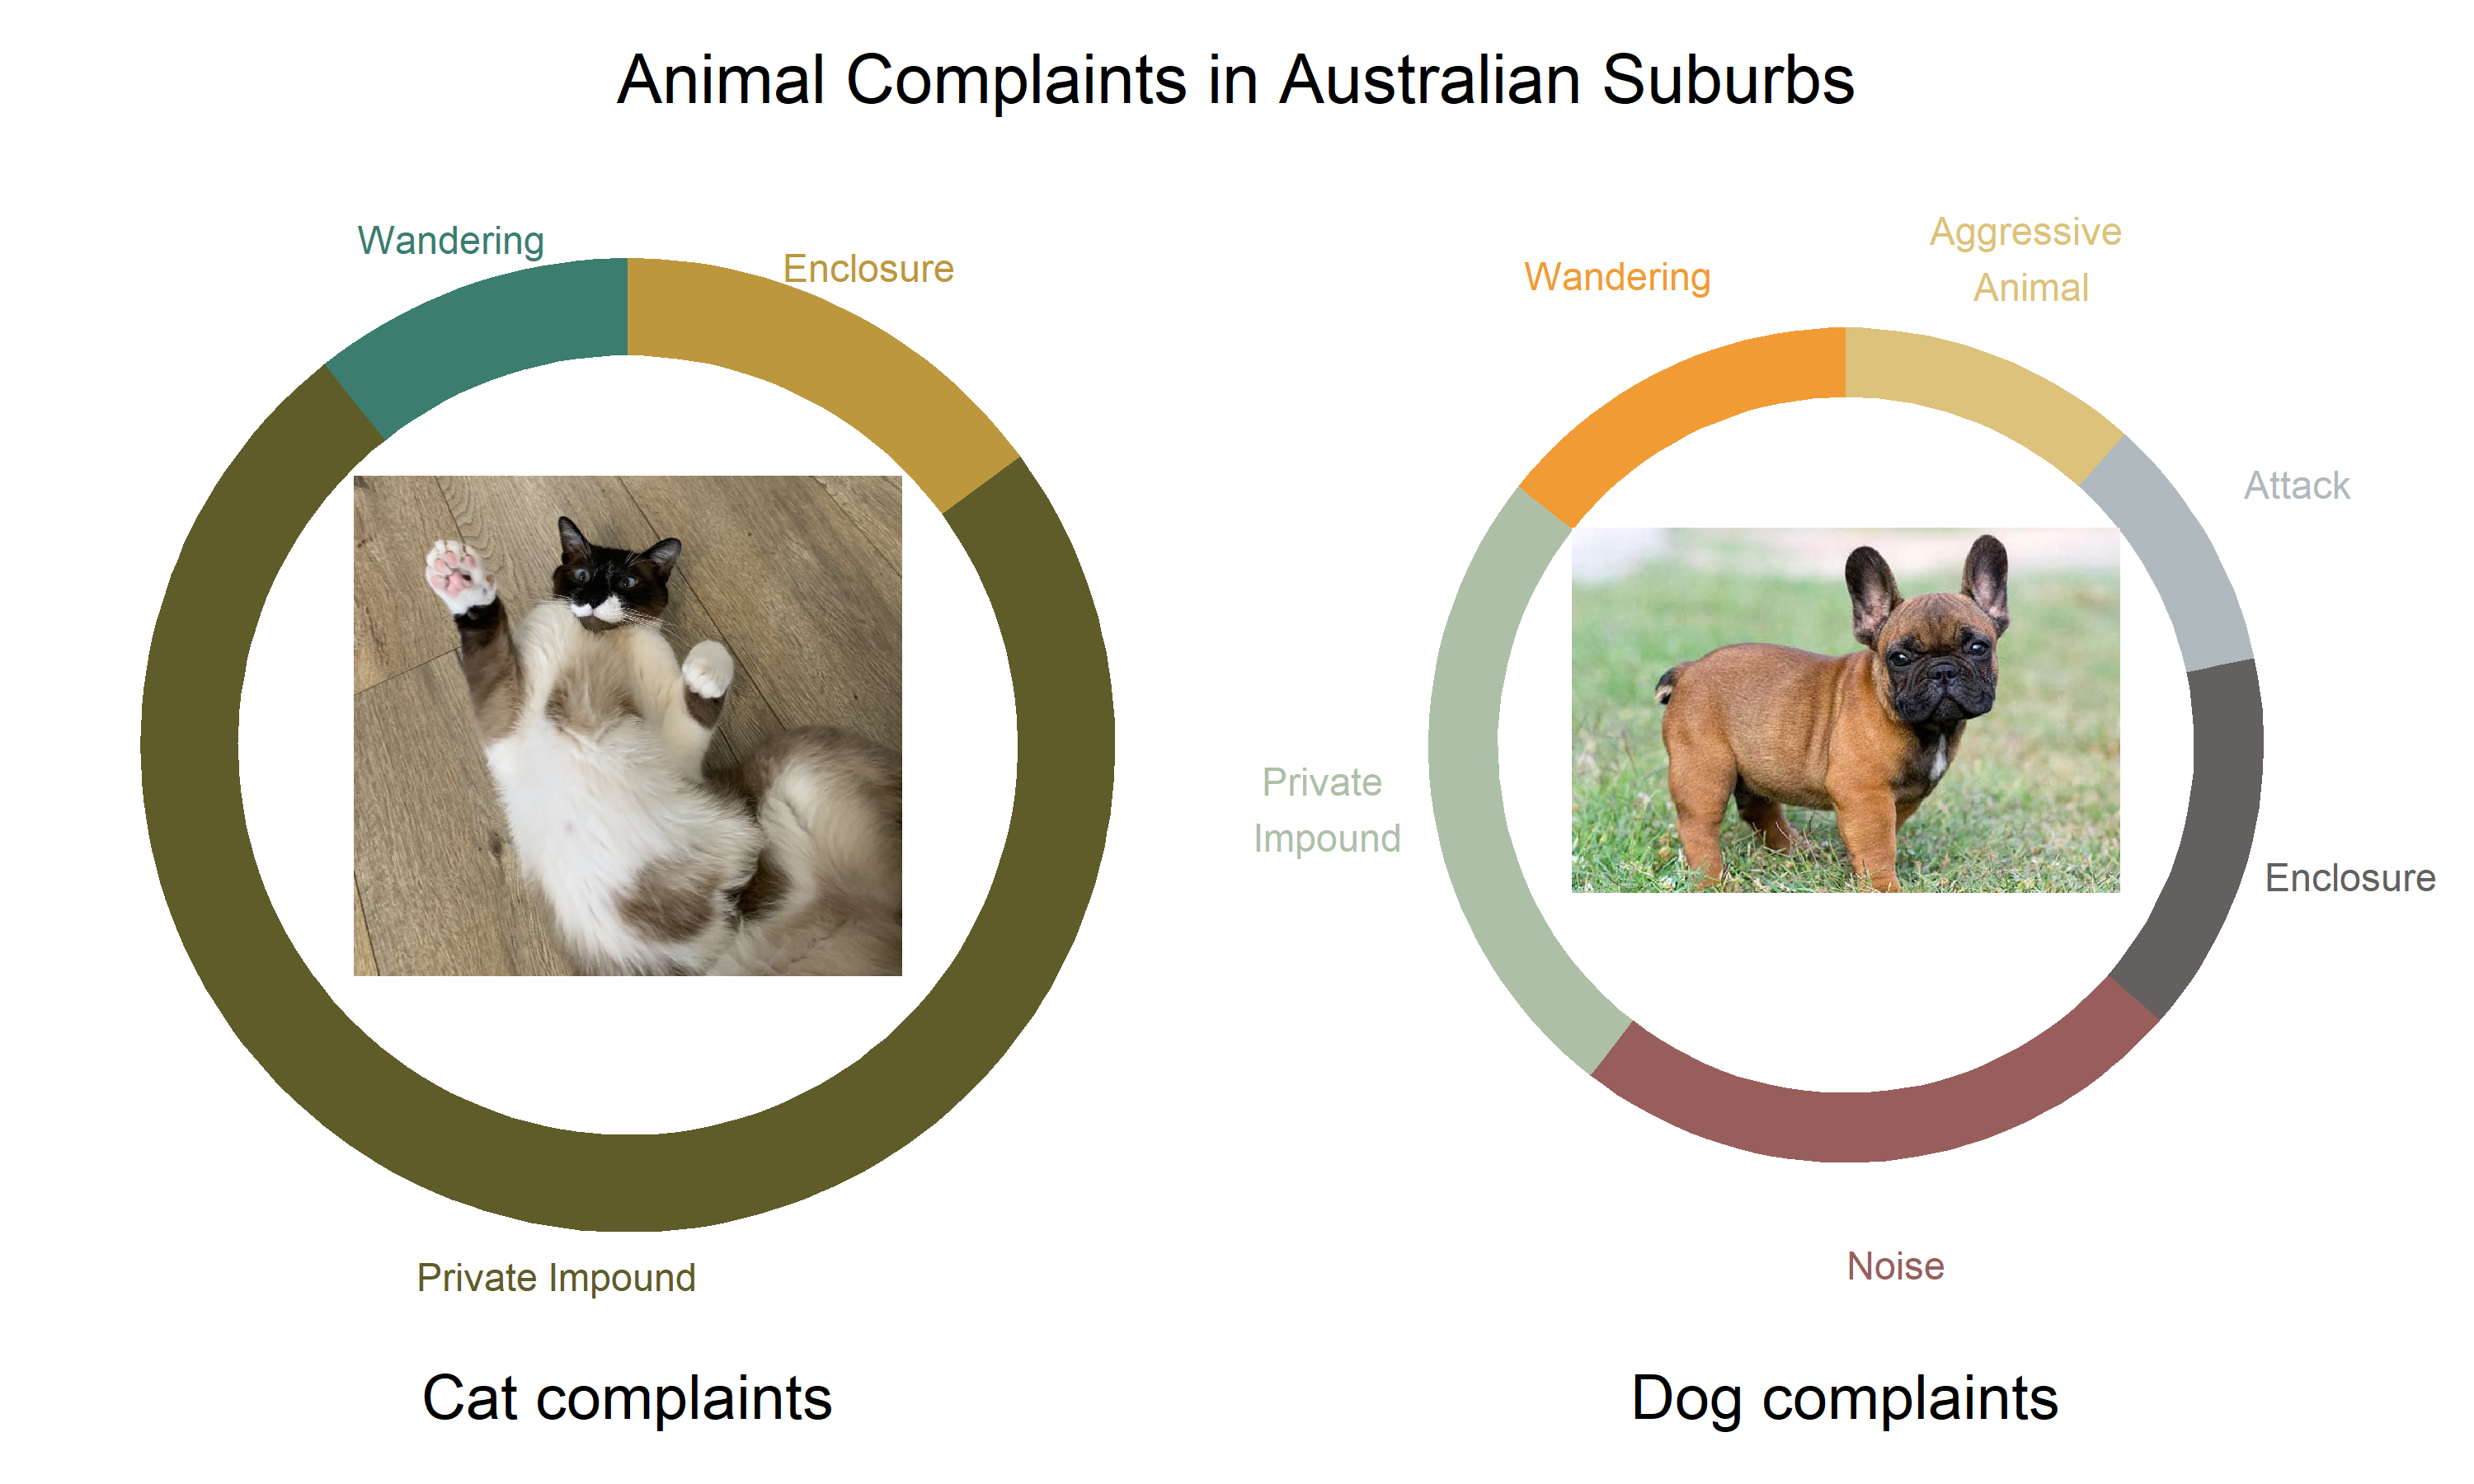 Animal Complaints in Australian Suburbs
Wandering
Enclosure
Private Impound
Cat complaints
Wandering
Aggressive
Animal
Attack
Private
Impound
Enclosure
Noise
Dog complaints